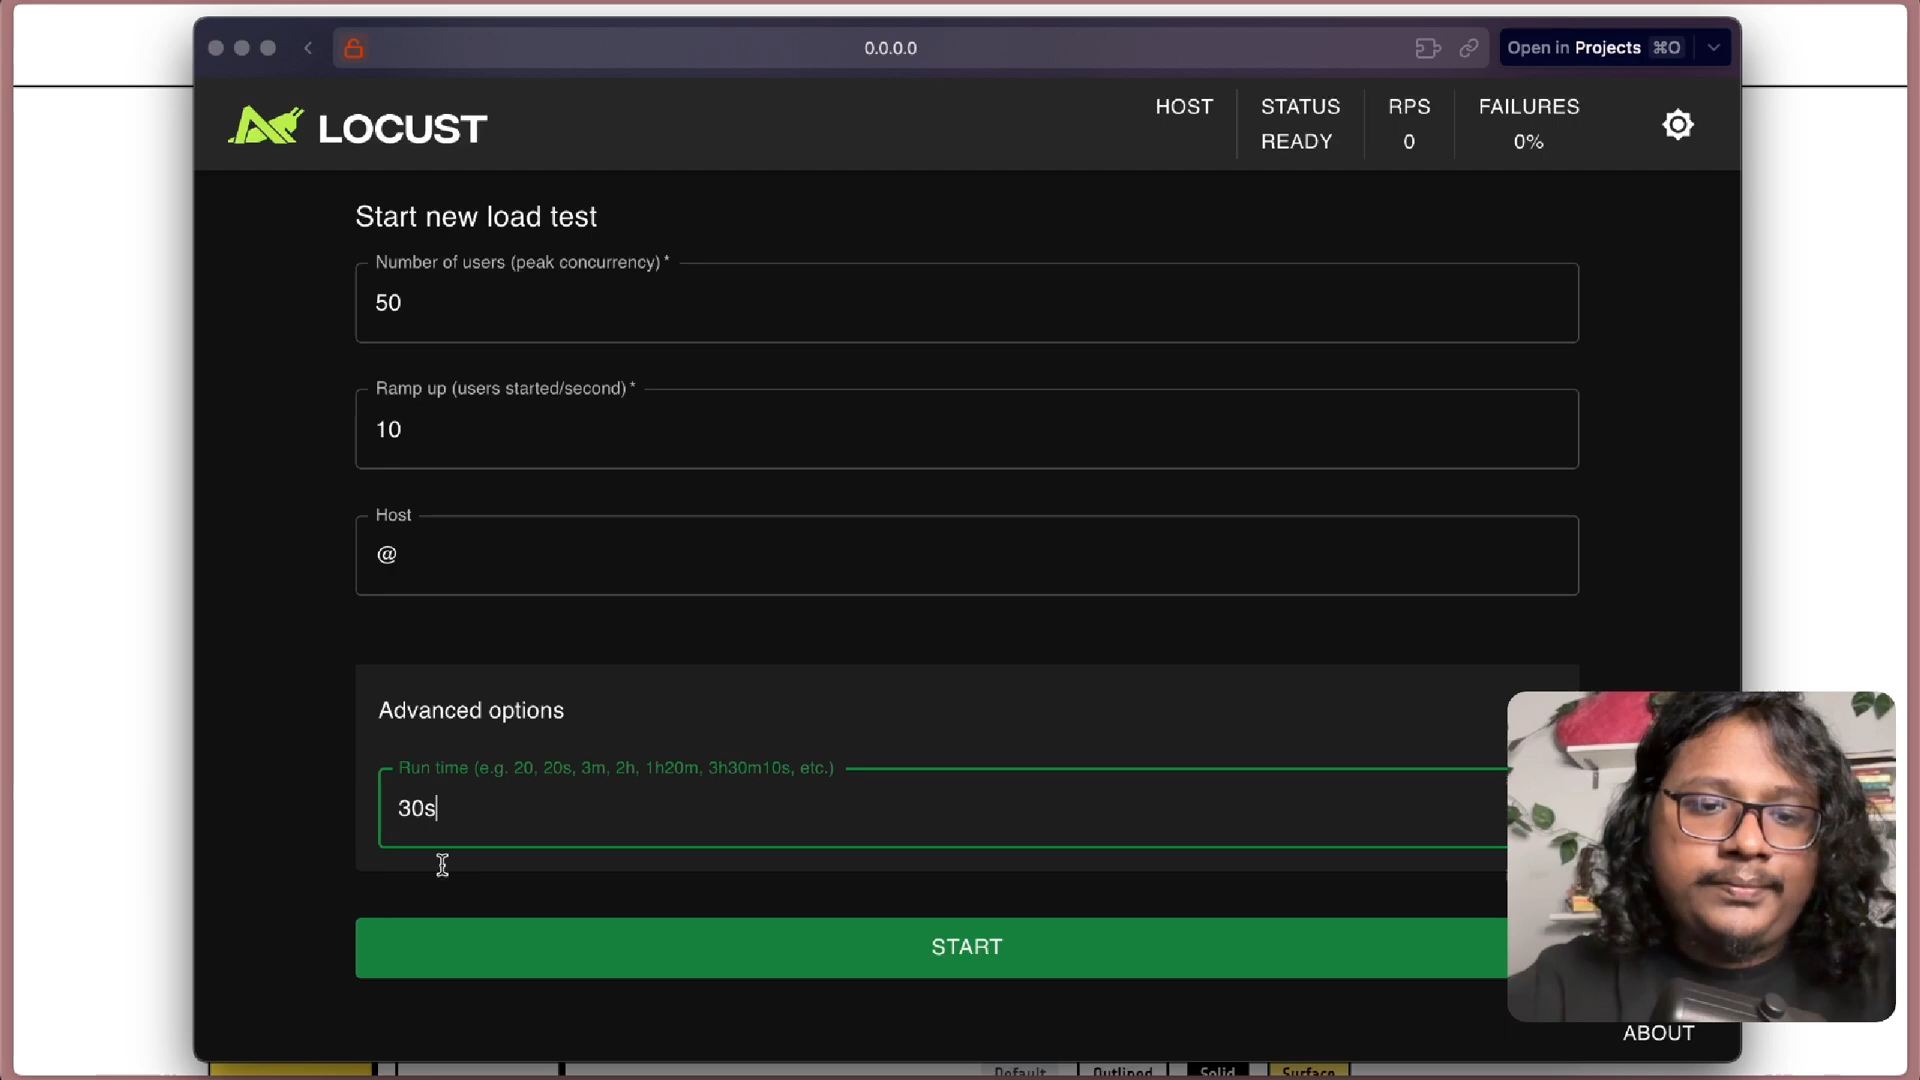 0.0.0.0
Open in Projects ⌘O
LOCUST
HOST
STATUS
READY
RPS
0
FAILURES
0%
Start new load test
Number of users (peak concurrency) *
50
Ramp up (users started/second) *
10
Host
@
Advanced options
Run time (e.g. 20, 20s, 3m, 2h, 1h20m, 3h30m10s, etc.)
30s
START
ABOUT
Default
Outlined
Solid
Surface